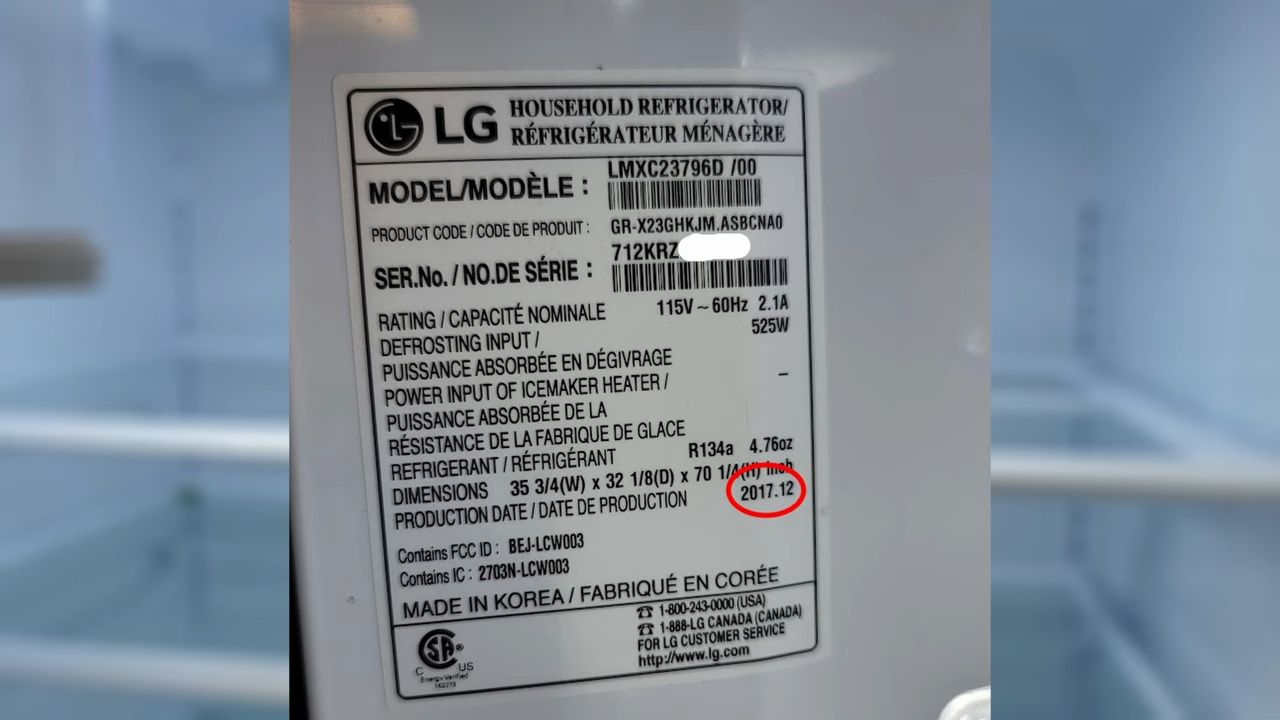 LG HOUSEHOLD REFRIGERATOR/
RÉFRIGÉRATEUR MÉNAGÈRE
MODEL/MODÈLE : LMXC23796D /00
PRODUCT CODE / CODE DE PRODUIT : GR-X23GHKJM.ASBCNA0
SER.No. / NO.DE SÉRIE : 712KRZ
RATING / CAPACITÉ NOMINALE 115V ~ 60Hz 2.1A
DEFROSTING INPUT / 525W
PUISSANCE ABSORBÉE EN DÉGIVRAGE
POWER INPUT OF ICEMAKER HEATER / –
PUISSANCE ABSORBÉE DE LA
RÉSISTANCE DE LA FABRIQUE DE GLACE
REFRIGERANT / RÉFRIGÉRANT R134a 4.76oz
DIMENSIONS 35 3/4(W) x 32 1/8(D) x 70 1/4(H) inch
PRODUCTION DATE / DATE DE PRODUCTION 2017.12
Contains FCC ID : BEJ-LCW003
Contains IC : 2703N-LCW003
MADE IN KOREA / FABRIQUÉ EN CORÉE
SA ®
C US
Energy Verified
162279
☎ 1-800-243-0000 (USA)
☎ 1-888-LG CANADA (CANADA)
FOR LG CUSTOMER SERVICE
http://www.lg.com